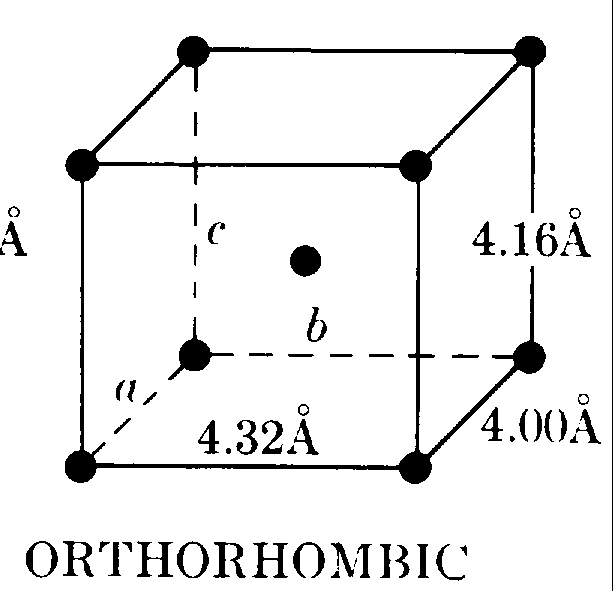 Å
c
4.16Å
b
a
4.32Å
4.00Å
ORTHORHOMBIC